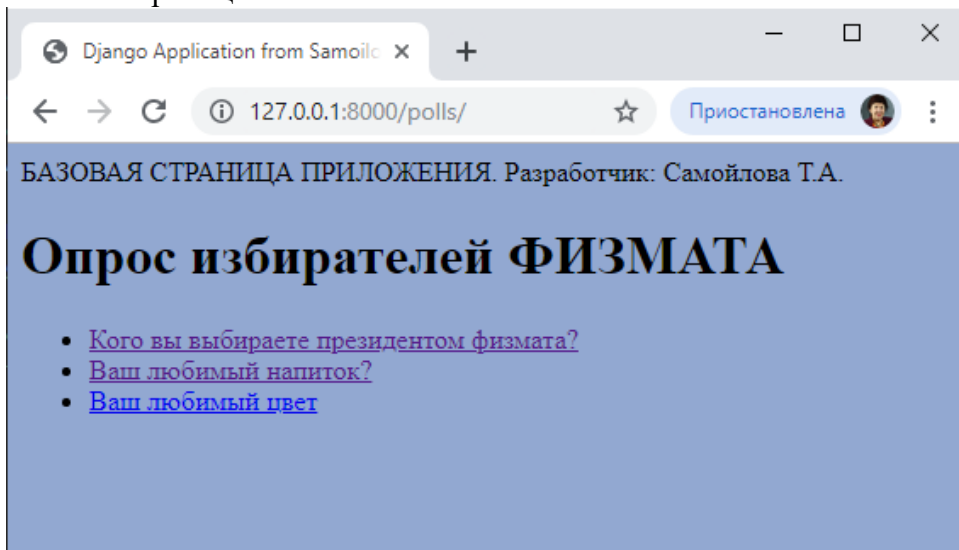 Django Application from Samoilo
127.0.0.1:8000/polls/
Приостановлена
БАЗОВАЯ СТРАНИЦА ПРИЛОЖЕНИЯ. Разработчик: Самойлова Т.А.
Опрос избирателей ФИЗМАТА
Кого вы выбираете президентом физмата?
Ваш любимый напиток?
Ваш любимый цвет